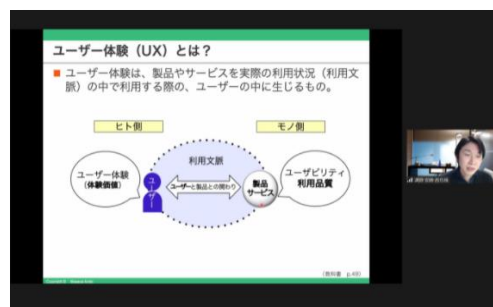 ユーザー体験（UX）とは？
■ ユーザー体験は、製品やサービスを実際の利用状況（利用文
脈）の中で利用する際の、ユーザーの中に生じるもの。
ヒト側
モノ側
利用文脈
ユーザー体験
（体験価値）
ユーザー
ユーザーと製品との関わり
製品
サービス
ユーザビリティ
利用品質
（教科書 p.49）